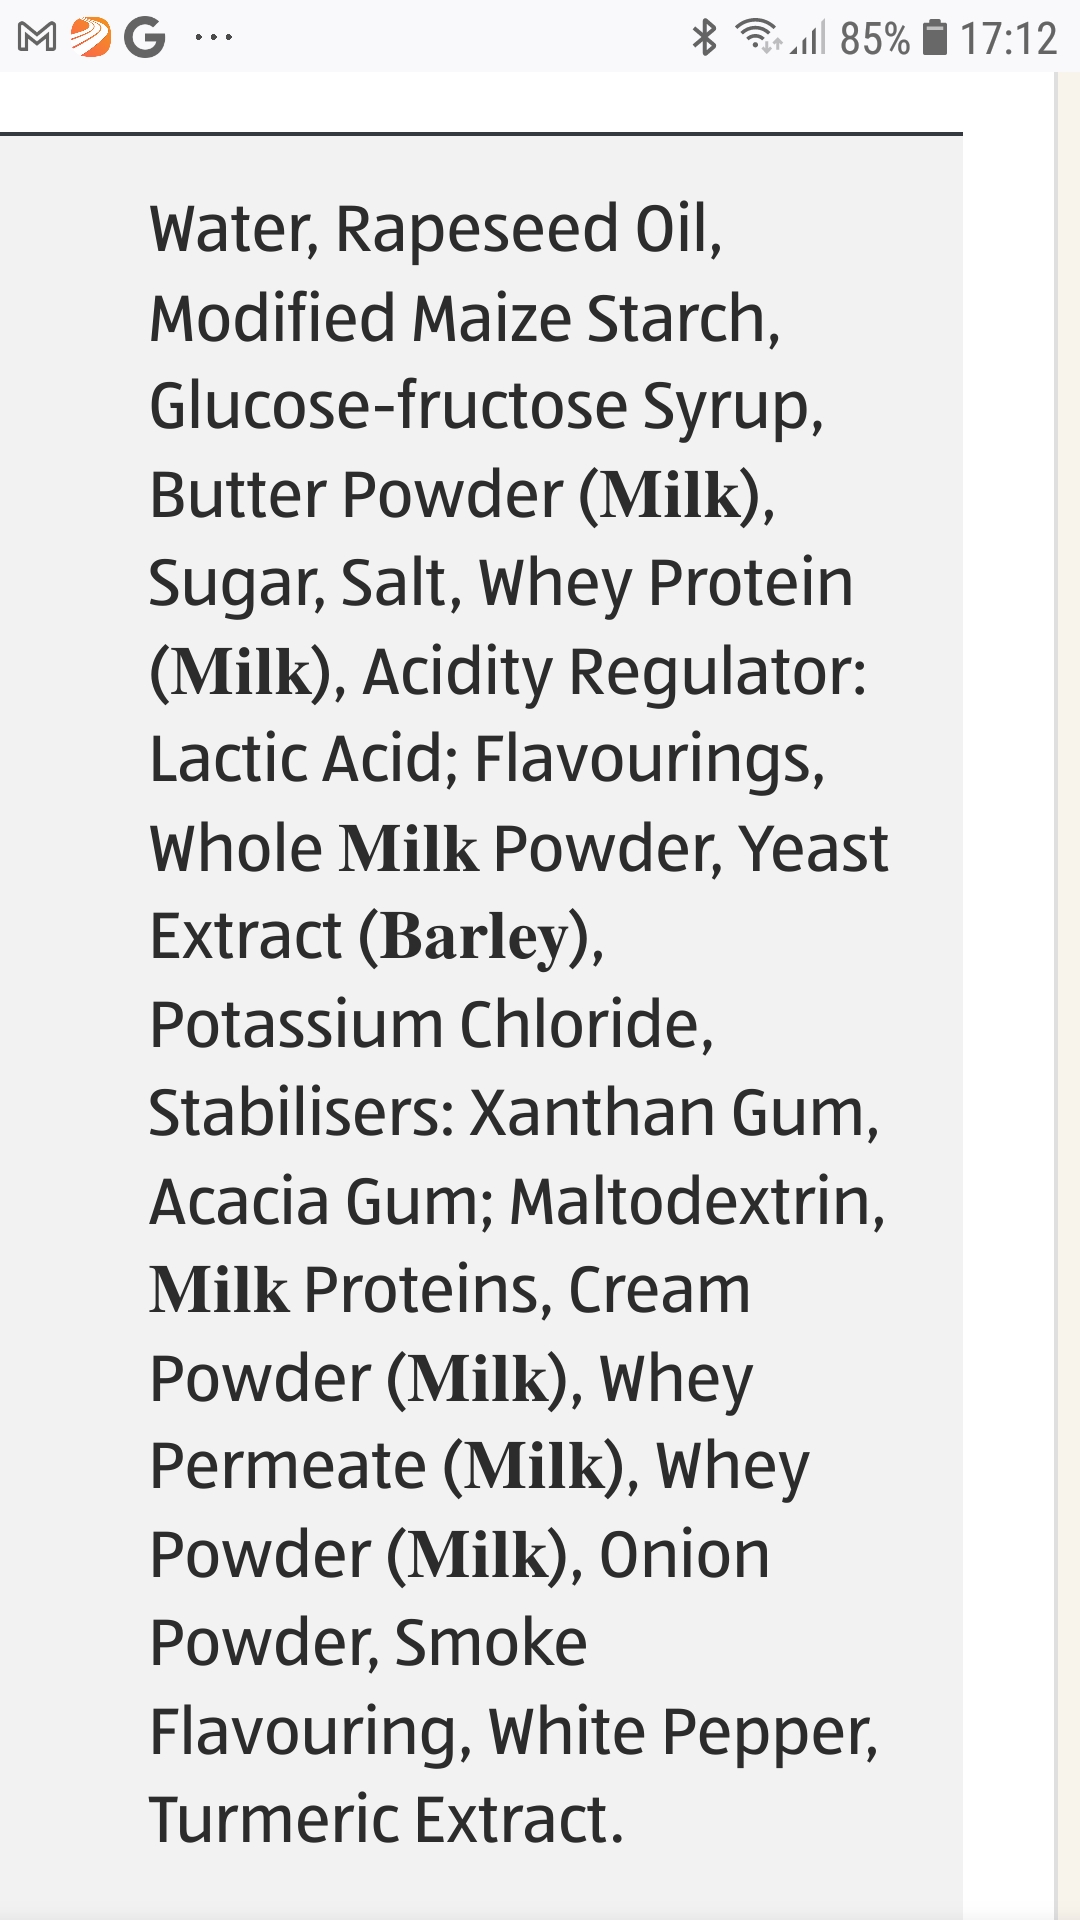 85% 17:12
Water, Rapeseed Oil,
Modified Maize Starch,
Glucose-fructose Syrup,
Butter Powder (Milk),
Sugar, Salt, Whey Protein
(Milk), Acidity Regulator:
Lactic Acid; Flavourings,
Whole Milk Powder, Yeast
Extract (Barley),
Potassium Chloride,
Stabilisers: Xanthan Gum,
Acacia Gum; Maltodextrin,
Milk Proteins, Cream
Powder (Milk), Whey
Permeate (Milk), Whey
Powder (Milk), Onion
Powder, Smoke
Flavouring, White Pepper,
Turmeric Extract.